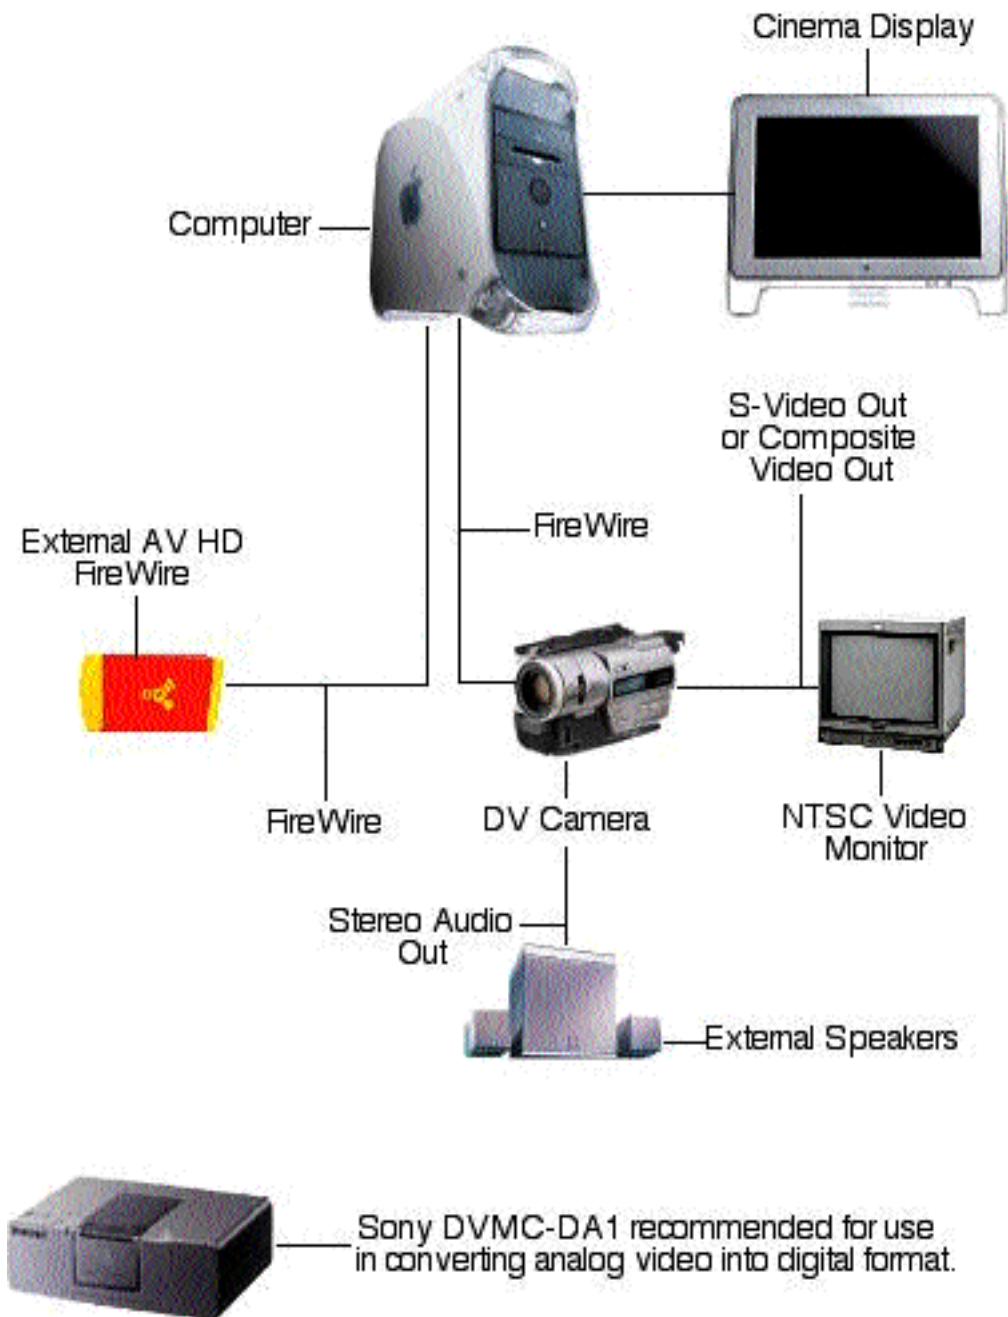 Cinema Display
Computer
S-Video Out
or Composite
Video Out
FireWire
External AV HD
FireWire
FireWire
DV Camera
NTSC Video
Monitor
Stereo Audio
Out
External Speakers
Sony DVMC-DA1 recommended for use
in converting analog video into digital format.